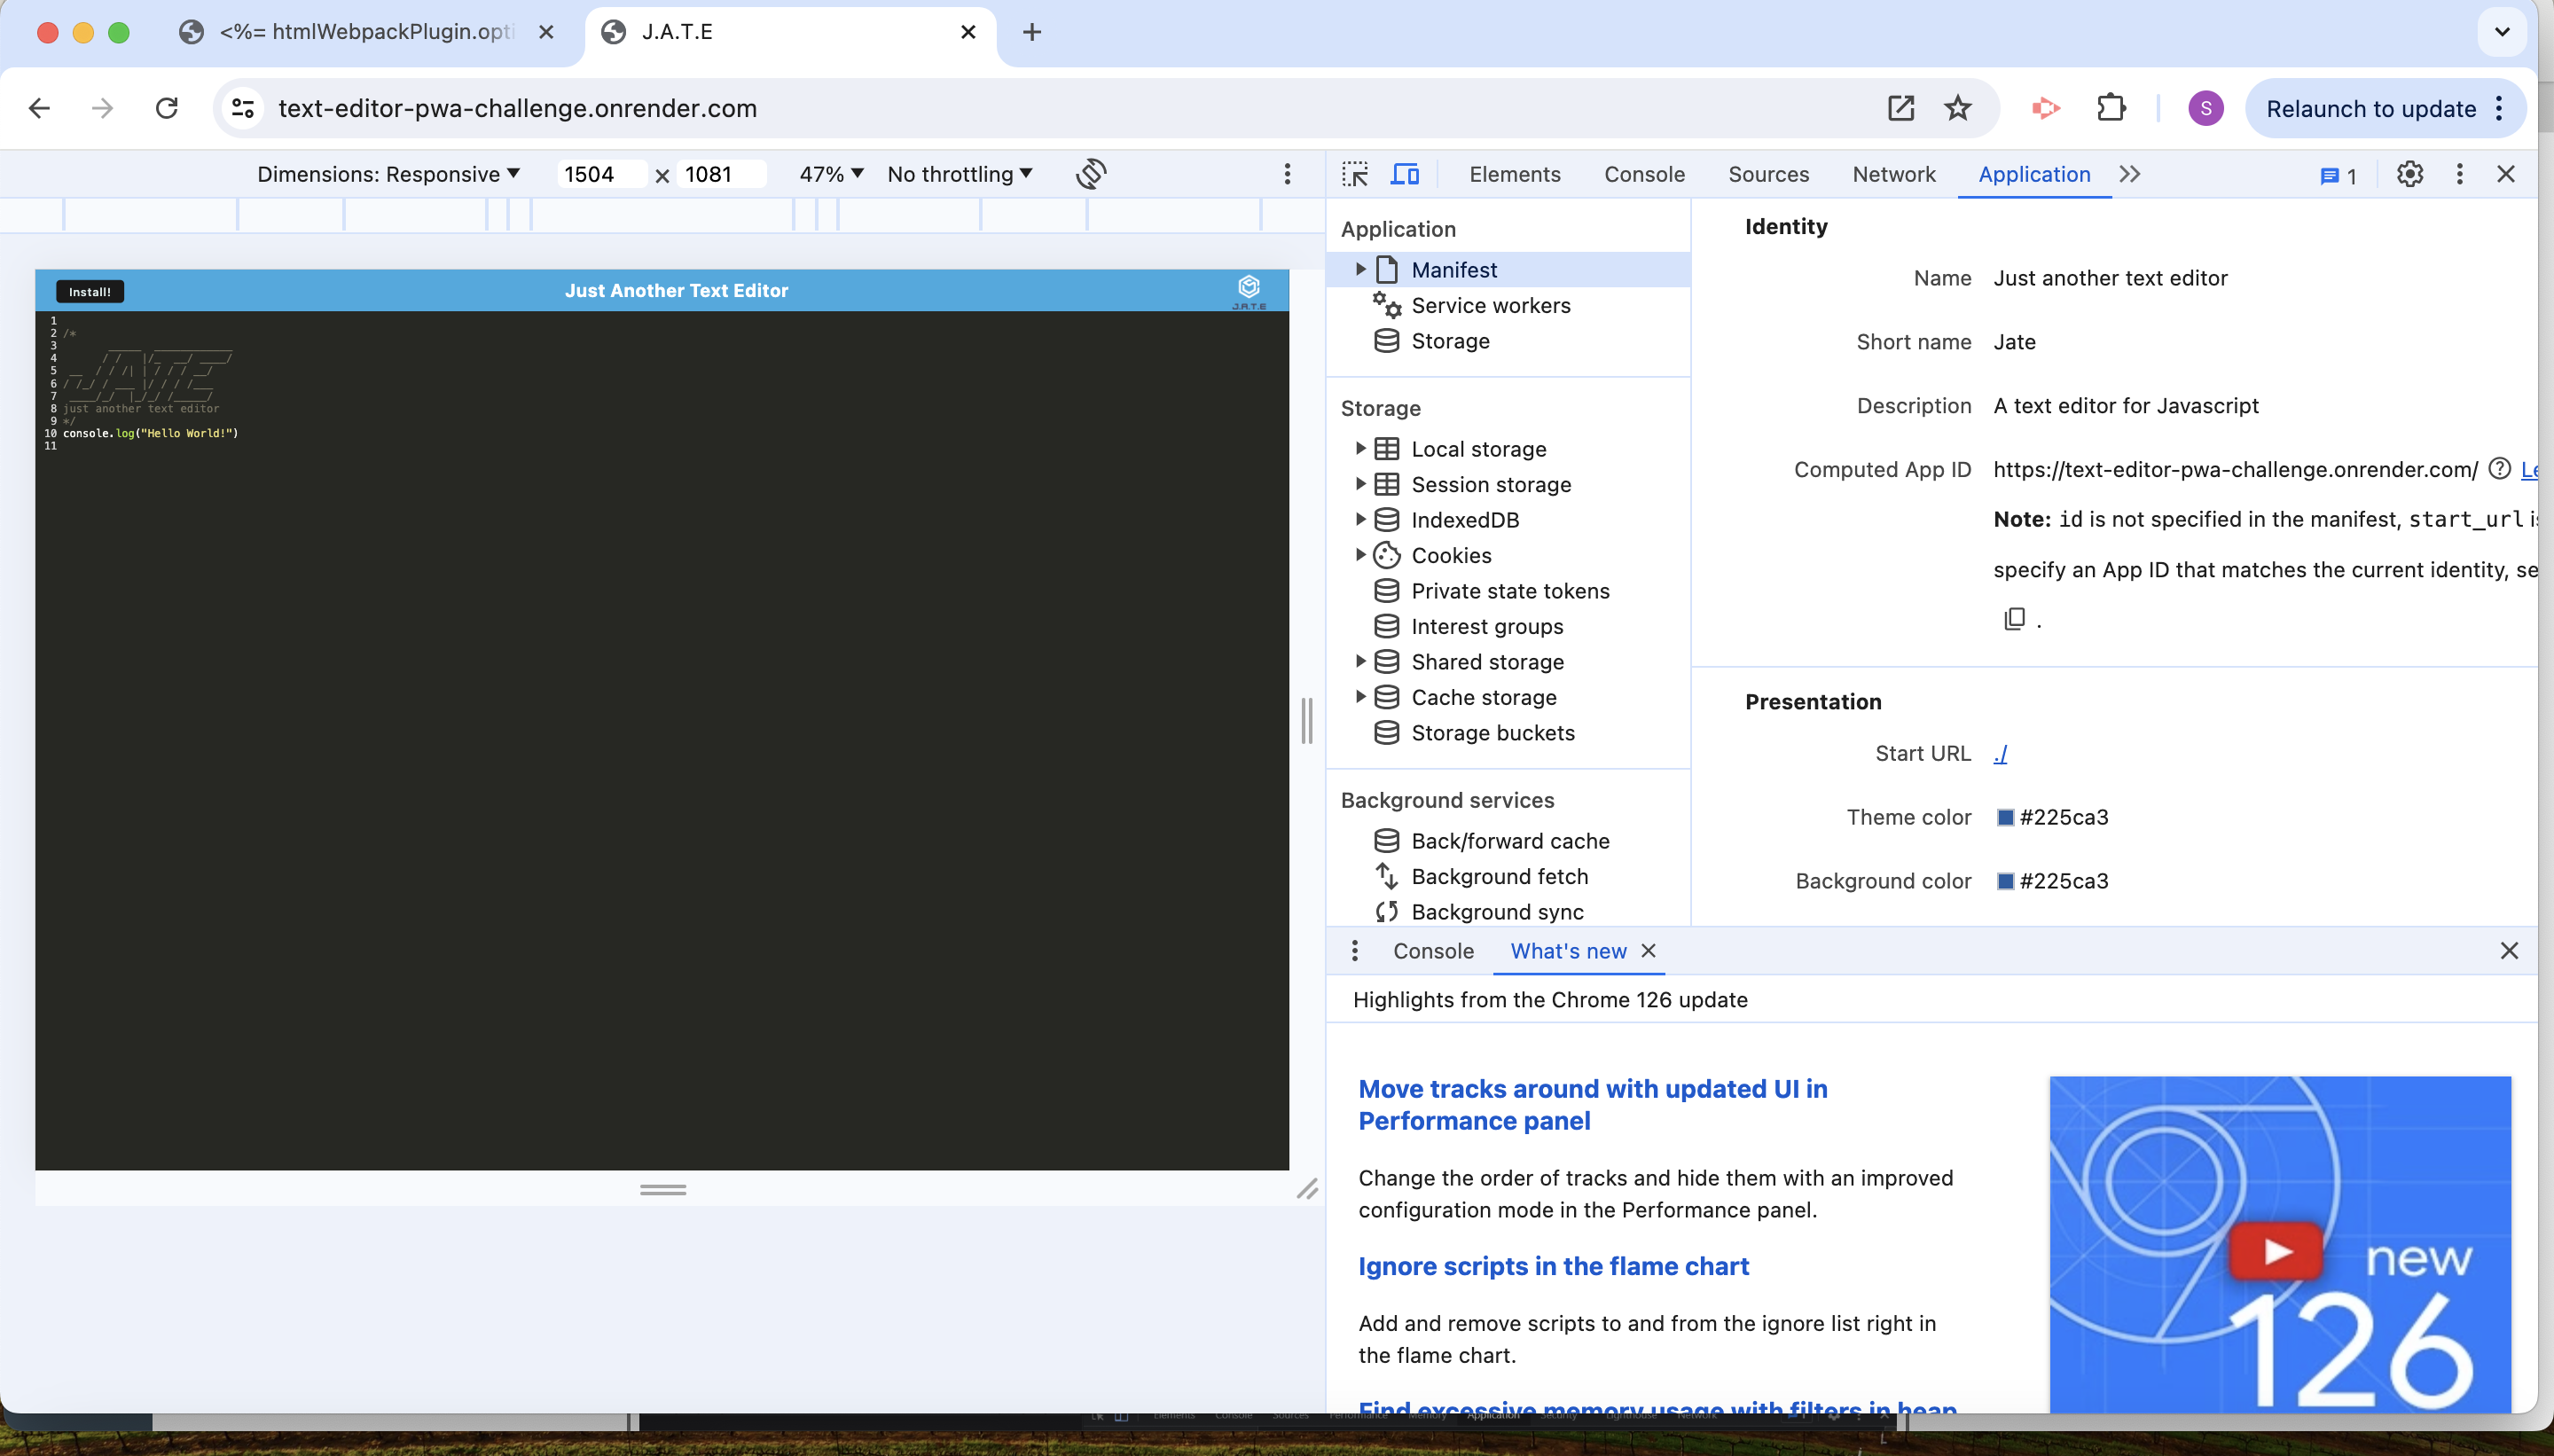 <%= htmlWebpackPlugin.opti
J.A.T.E
text-editor-pwa-challenge.onrender.com
S
Relaunch to update
Dimensions: Responsive
1504 × 1081
47%
No throttling
Elements
Console
Sources
Network
Application
1
Install!
Just Another Text Editor
J.A.T.E
1
2 /*
3
4
5
6
7
8 just another text editor
9 */
10 console.log("Hello World!")
11
Application
Manifest
Service workers
Storage
Storage
Local storage
Session storage
IndexedDB
Cookies
Private state tokens
Interest groups
Shared storage
Cache storage
Storage buckets
Background services
Back/forward cache
Background fetch
Background sync
Identity
Name Just another text editor
Short name Jate
Description A text editor for Javascript
Computed App ID https://text-editor-pwa-challenge.onrender.com/ Le
Note: id is not specified in the manifest, start_url is
specify an App ID that matches the current identity, se
.
Presentation
Start URL ./
Theme color #225ca3
Background color #225ca3
Console
What's new
Highlights from the Chrome 126 update
Move tracks around with updated UI in
Performance panel
Change the order of tracks and hide them with an improved
configuration mode in the Performance panel.
Ignore scripts in the flame chart
Add and remove scripts to and from the ignore list right in
the flame chart.
Find excessive memory usage with filters in heap
new
126
Elements Console Sources Performance Memory Application Security Lighthouse Network